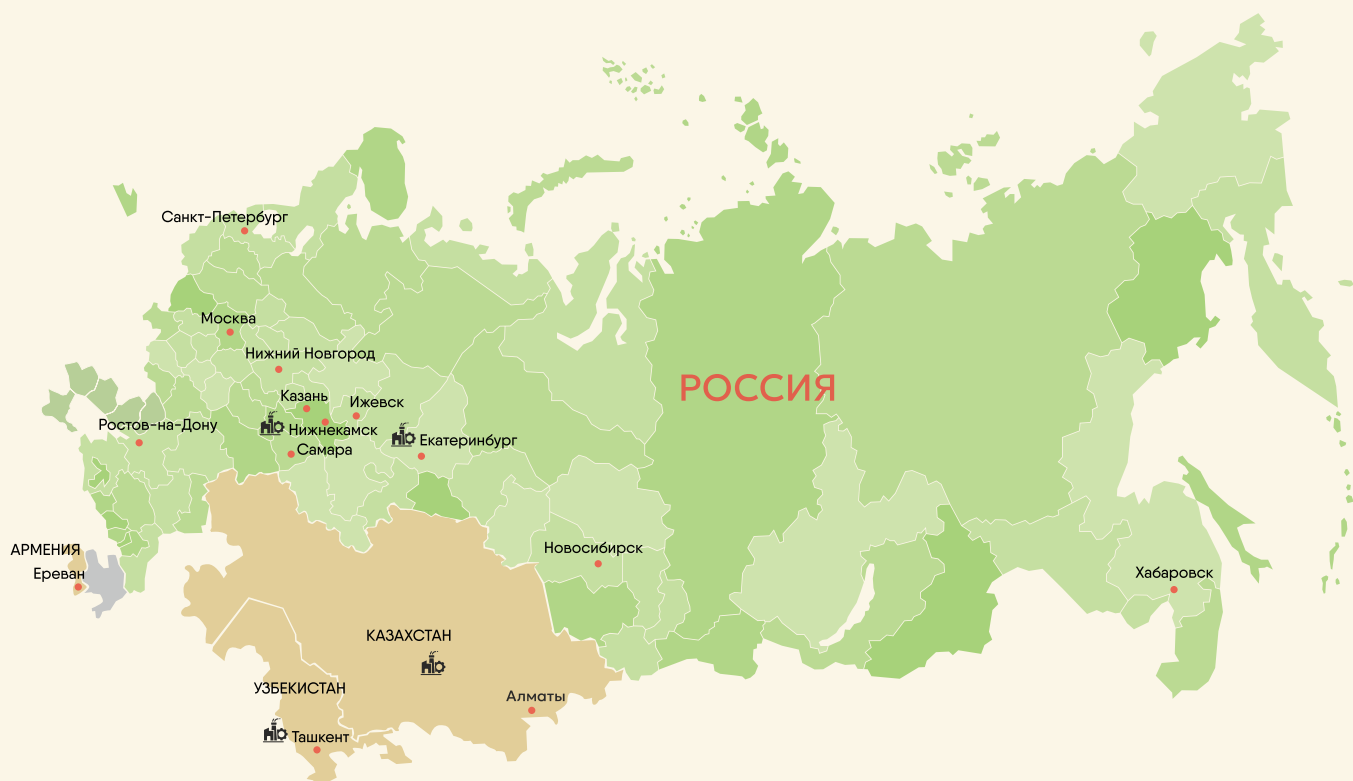 Санкт-Петербург
Москва
Нижний Новгород
РОССИЯ
Казань
Ижевск
Ростов-на-Дону
Нижнекамск
Екатеринбург
Самара
АРМЕНИЯ
Новосибирск
Ереван
Хабаровск
КАЗАХСТАН
УЗБЕКИСТАН
Алматы
Ташкент